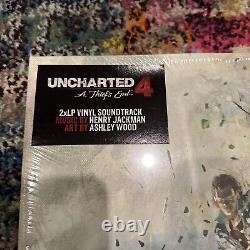 UNCHARTED 4
A Thief's End
2xLP VINYL SOUNDTRACK
MUSIC BY HENRY JACKMAN
ART BY ASHLEY WOOD